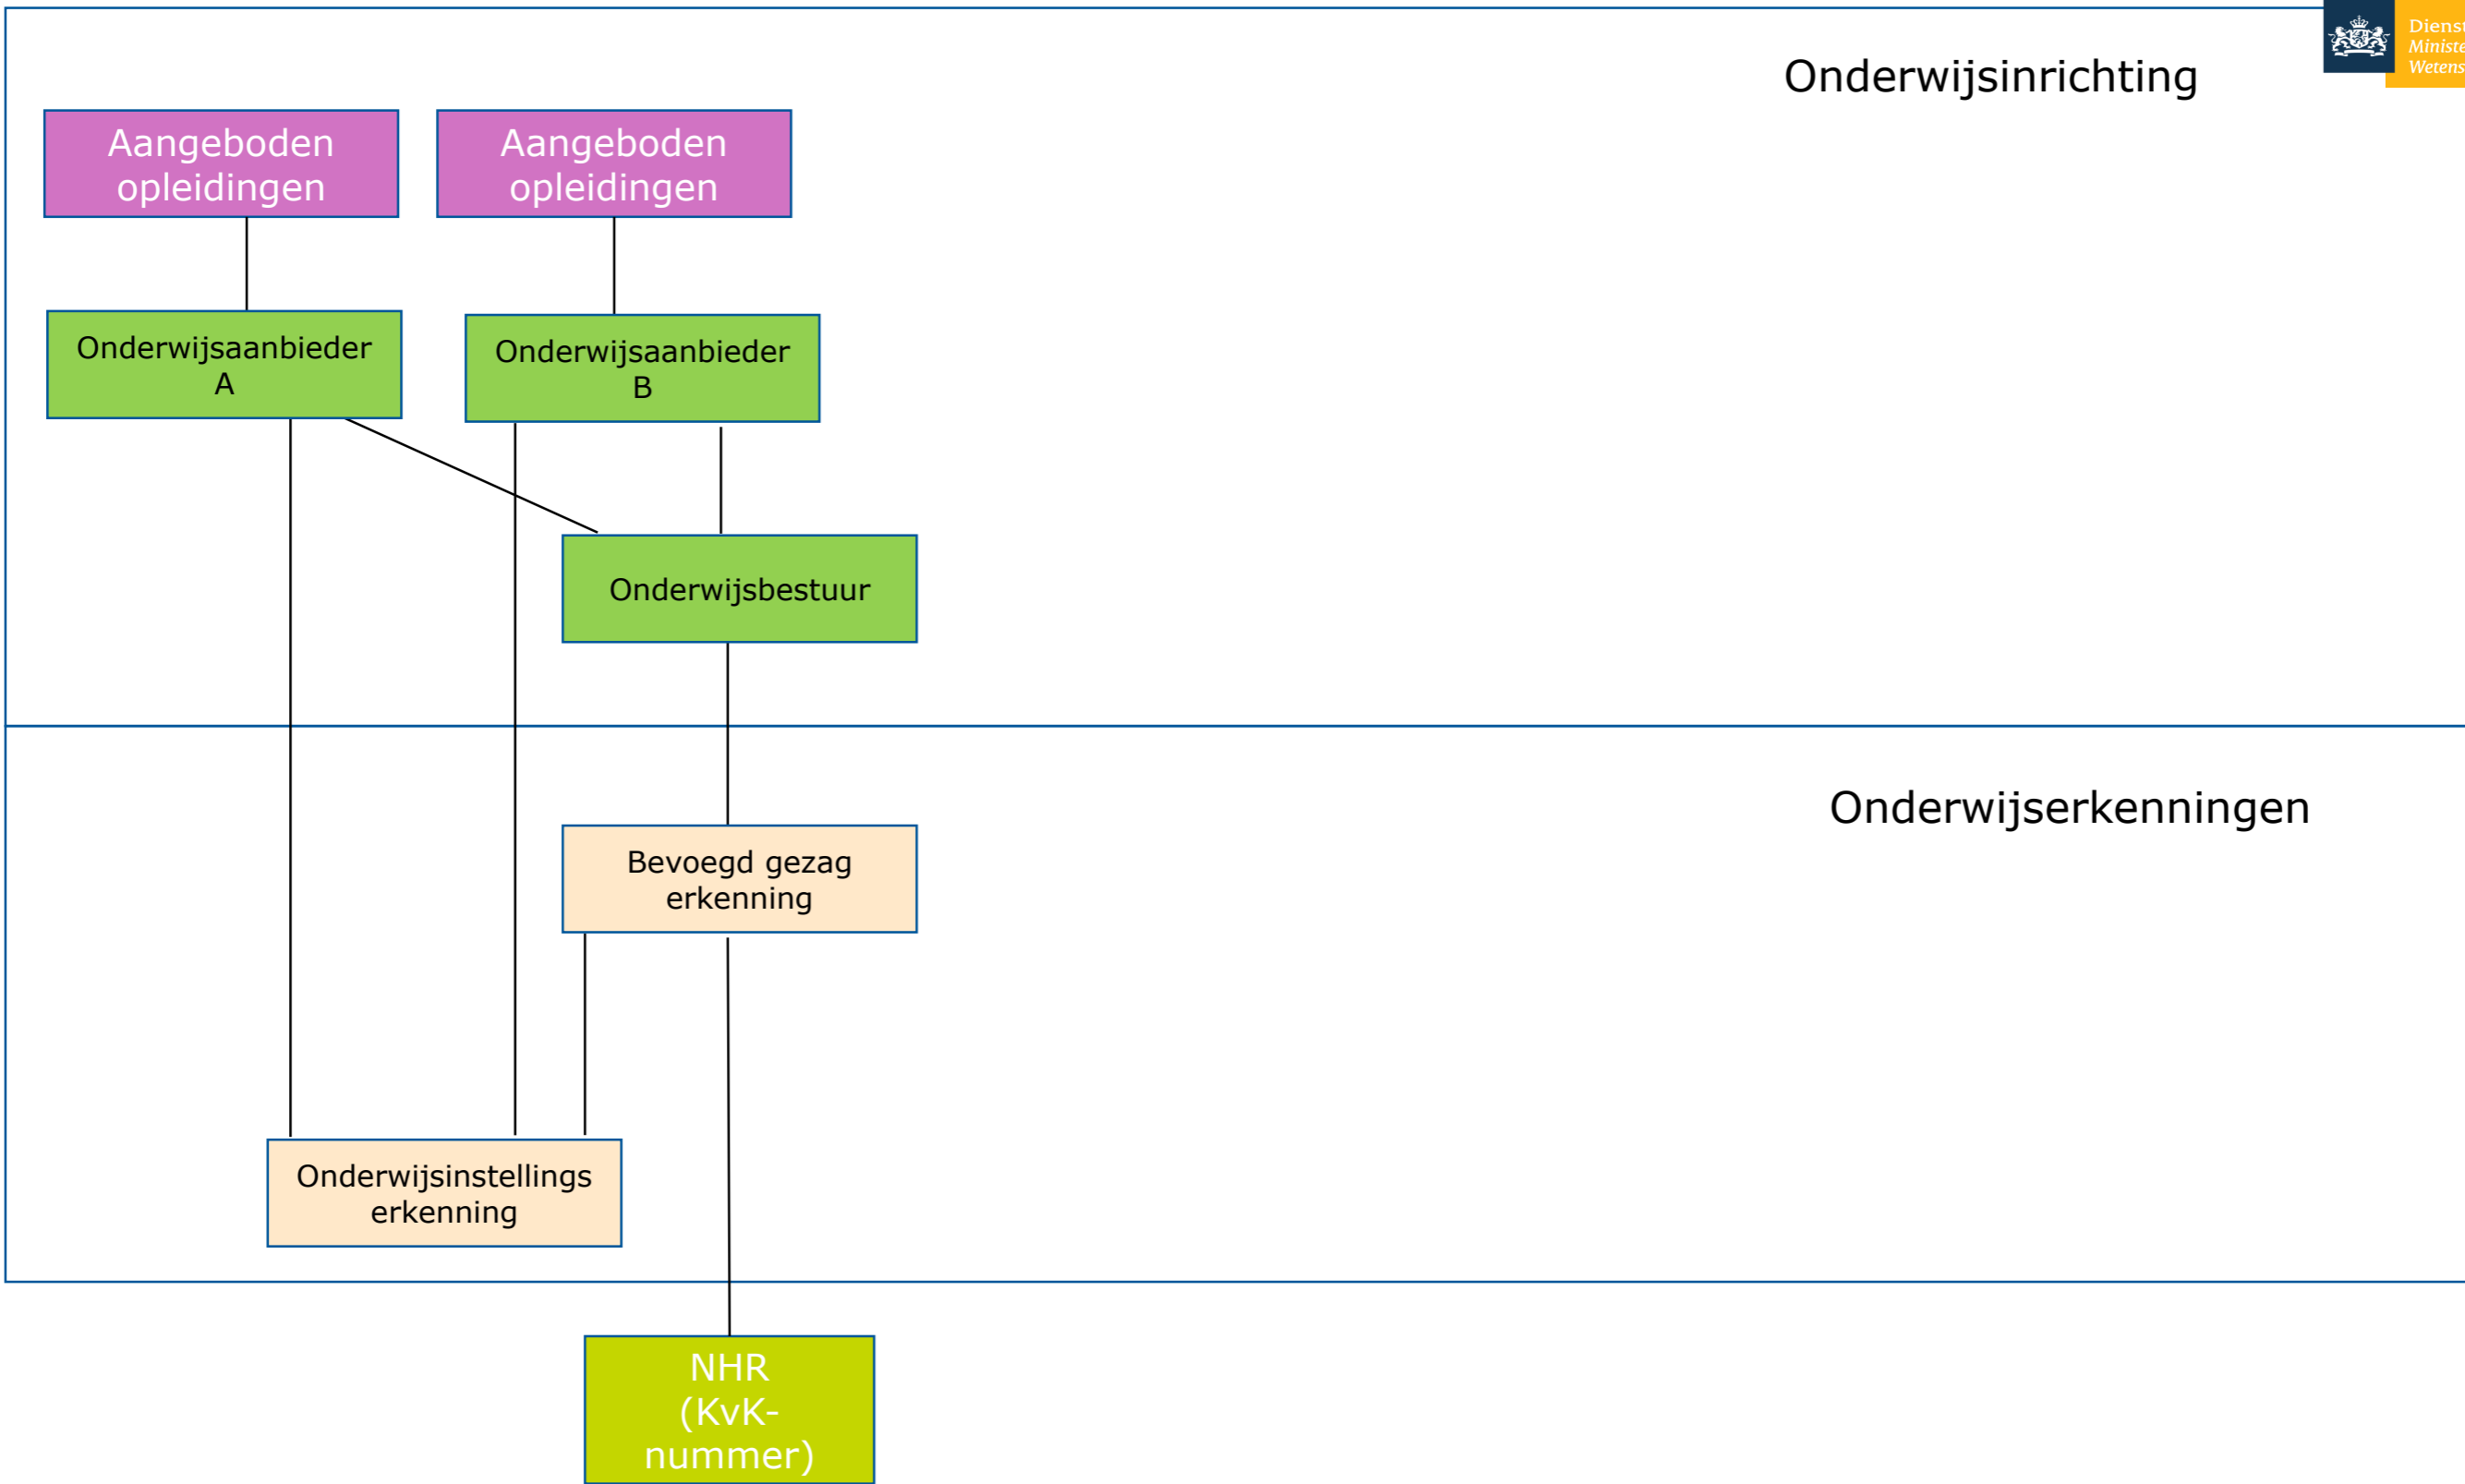 Onderwijsinrichting
Aangeboden
opleidingen
Aangeboden
opleidingen
Onderwijsaanbieder
A
Onderwijsaanbieder
B
Onderwijsbestuur
Onderwijserkenningen
Bevoegd gezag
erkenning
Onderwijsinstellings
erkenning
NHR
(KvK-
nummer)